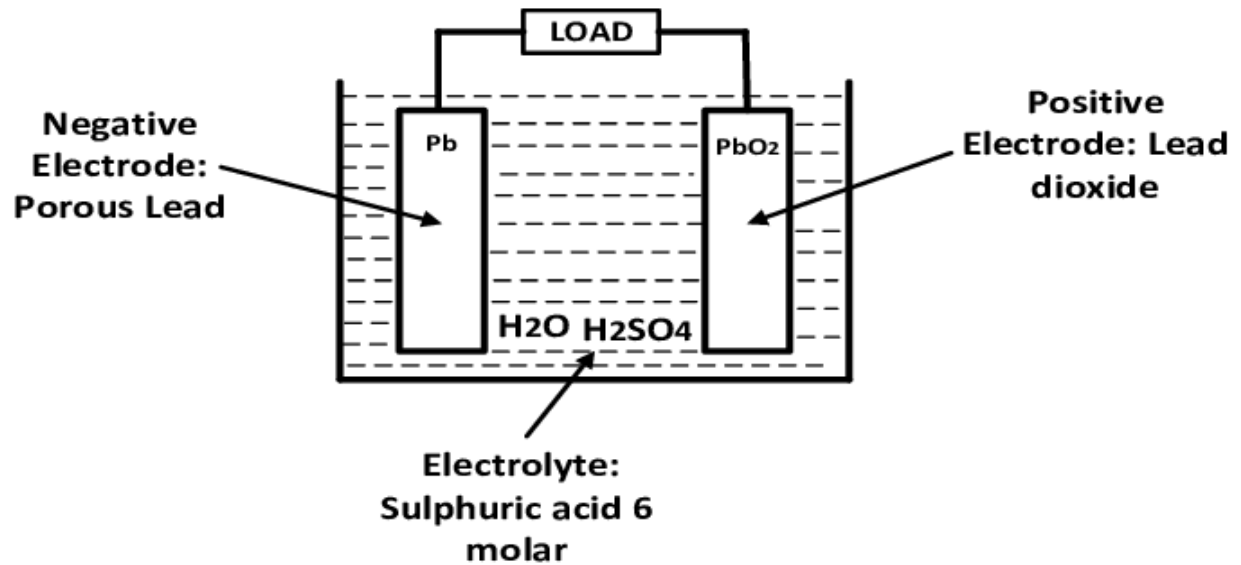 LOAD
Negative
Electrode:
Porous Lead
Pb
PbO2
Positive
Electrode: Lead
dioxide
H2O H2SO4
Electrolyte:
Sulphuric acid 6
molar